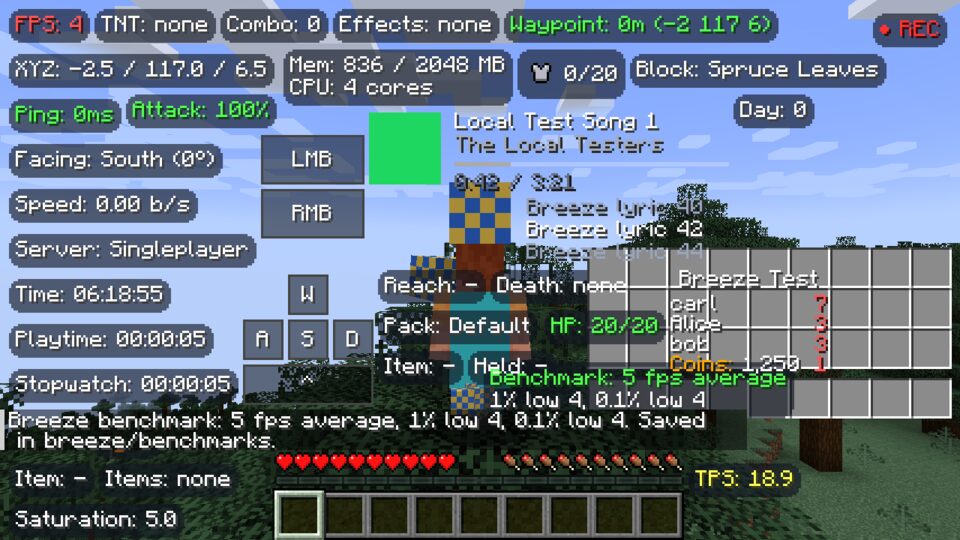 FPS: 4 TNT: none Combo: 0 Effects: none Waypoint: 0m (-2 117 6) REC
XYZ: -2.5 / 117.0 / 6.5
Mem: 836 / 2048 MB
CPU: 4 cores
0/20
Block: Spruce Leaves
Ping: 0ms
Attack: 100%
Day: 0
Local Test Song 1
The Local Testers
0:42 / 3:21
Facing: South (0°)
LMB
RMB
Speed: 0.00 b/s
Breeze lyric 40
Breeze lyric 42
Breeze lyric 44
Server: Singleplayer
Time: 06:18:55
W
A S D
^
Reach: - Death: none
Breeze Test
carl 7
Alice 3
bob 3
Coins: 1,250 1
Pack: Default HP: 20/20
Playtime: 00:00:05
Item: - Held: -
Stopwatch: 00:00:05
Benchmark: 5 fps average
1% low 4, 0.1% low 4
Breeze benchmark: 5 fps average, 1% low 4, 0.1% low 4. Saved
in breeze/benchmarks.
Item: - Items: none
TPS: 18.9
Saturation: 5.0